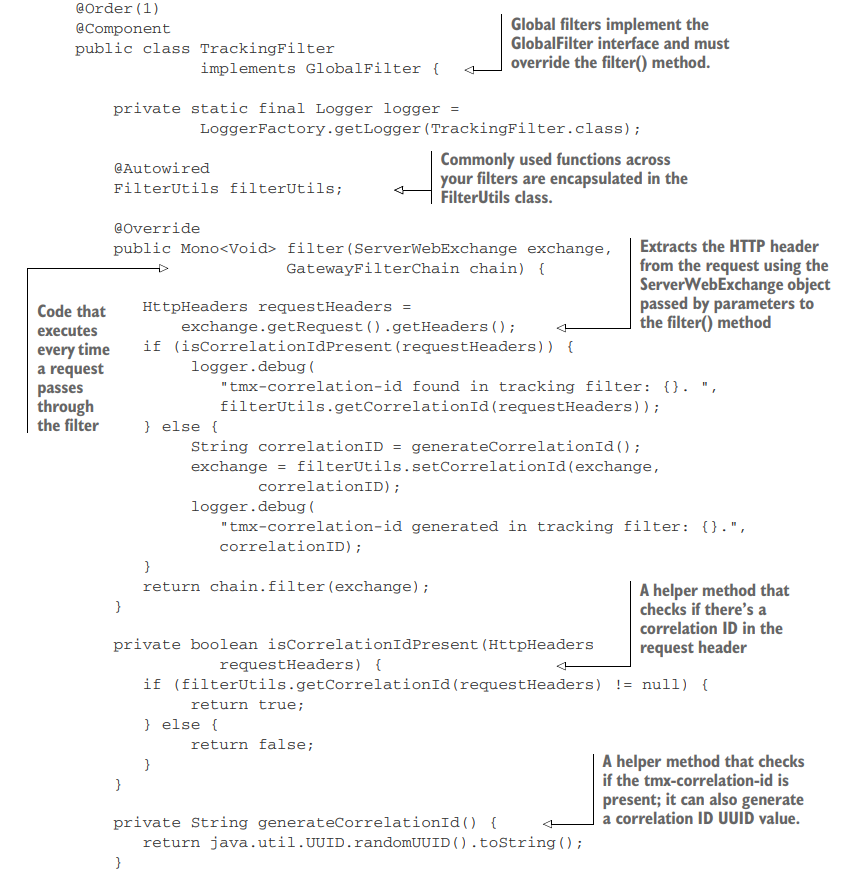 @Order(1)
@Component
public class TrackingFilter
implements GlobalFilter {
Global filters implement the
GlobalFilter interface and must
override the filter() method.
private static final Logger logger =
LoggerFactory.getLogger(TrackingFilter.class);
@Autowired
FilterUtils filterUtils;
Commonly used functions across
your filters are encapsulated in the
FilterUtils class.
@Override
public Mono<Void> filter(ServerWebExchange exchange,
GatewayFilterChain chain) {
Code that
executes
every time
a request
passes
through
the filter
Extracts the HTTP header
from the request using the
ServerWebExchange object
passed by parameters to
the filter() method
HttpHeaders requestHeaders =
exchange.getRequest().getHeaders();
if (isCorrelationIdPresent(requestHeaders)) {
logger.debug(
"tmx-correlation-id found in tracking filter: {}. ",
filterUtils.getCorrelationId(requestHeaders));
} else {
String correlationID = generateCorrelationId();
exchange = filterUtils.setCorrelationId(exchange,
correlationID);
logger.debug(
"tmx-correlation-id generated in tracking filter: {}.",
correlationID);
}
return chain.filter(exchange);
}
A helper method that
checks if there's a
correlation ID in the
request header
private boolean isCorrelationIdPresent(HttpHeaders
requestHeaders) {
if (filterUtils.getCorrelationId(requestHeaders) != null) {
return true;
} else {
return false;
}
}
A helper method that checks
if the tmx-correlation-id is
present; it can also generate
a correlation ID UUID value.
private String generateCorrelationId() {
return java.util.UUID.randomUUID().toString();
}